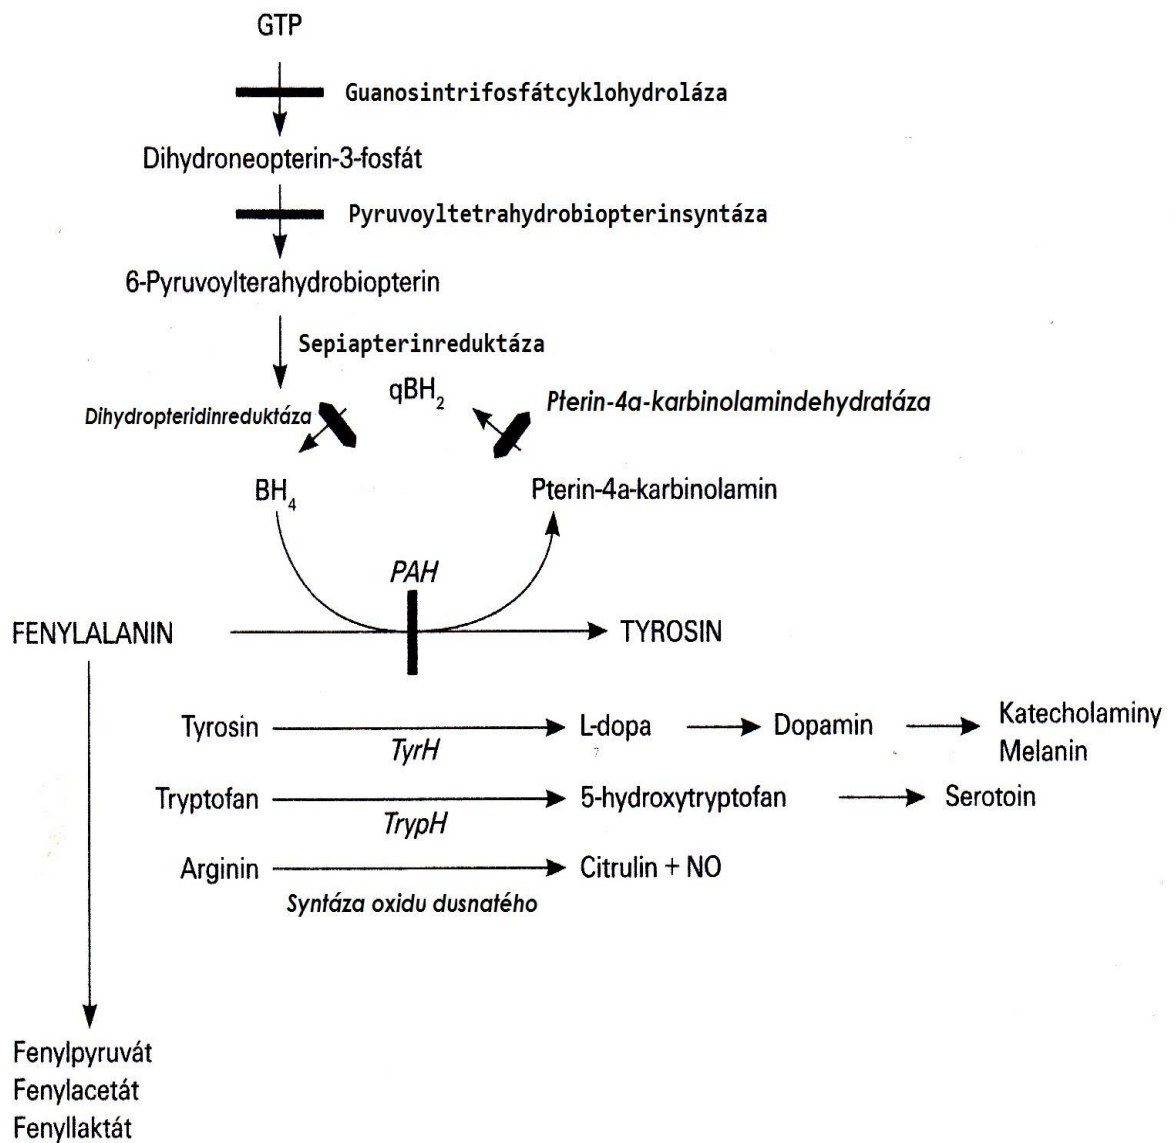 GTP
Guanosintrifosfátcyklohydroláza
Dihydroneopterin-3-fosfát
Pyruvoyltetrahydrobiopterinsyntáza
6-Pyruvoylterahydrobiopterin
Sepiapterinreduktáza
qBH2
Pterin-4a-karbinolamindehydratáza
Dihydropteridinreduktáza
BH4
Pterin-4a-karbinolamin
PAH
FENYLALANIN
TYROSIN
Tyrosin
TyrH
L-dopa
Dopamin
Katecholaminy
Melanin
Tryptofan
TrypH
5-hydroxytryptofan
Serotoin
Arginin
Citrulin + NO
Syntáza oxidu dusnatého
Fenylpyruvát
Fenylacetát
Fenyllaktát